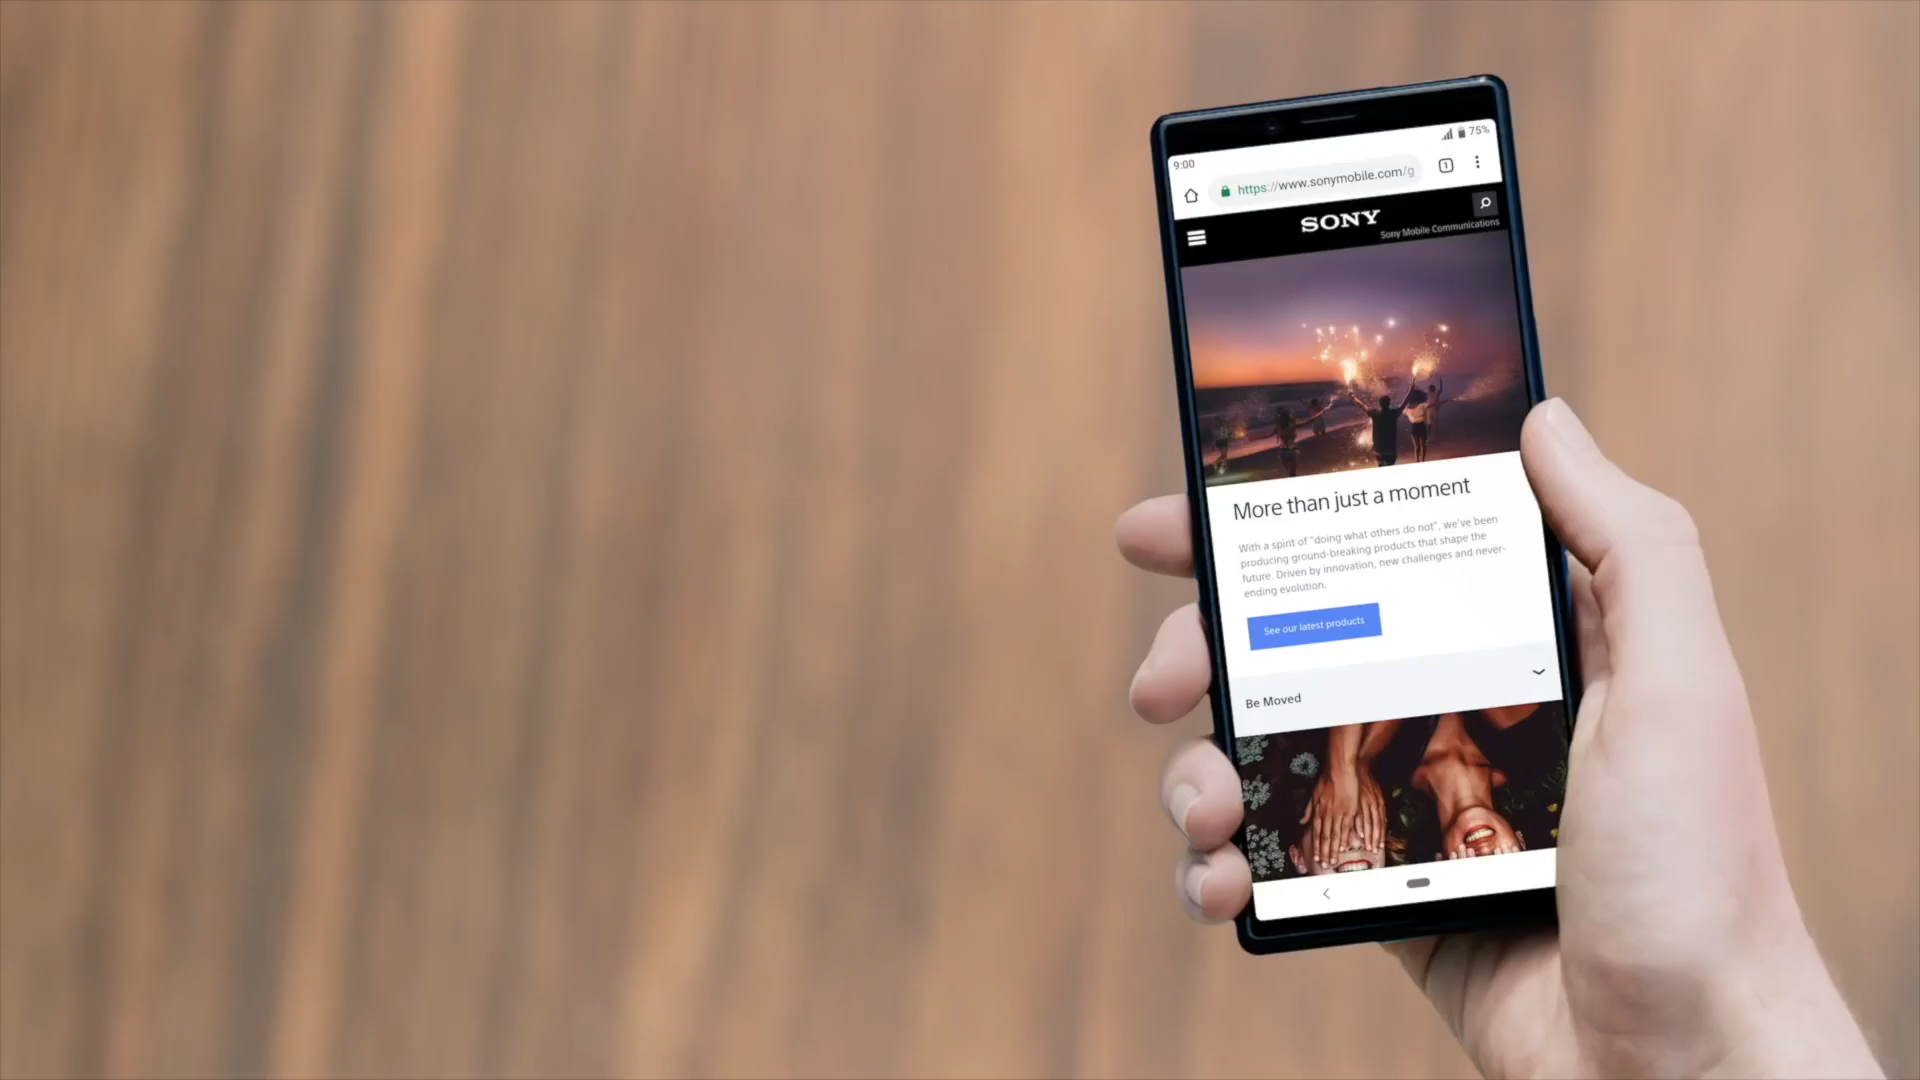 9:00
75%
https://www.sonymobile.com/g
1
SONY
Sony Mobile Communications
More than just a moment
With a spirit of "doing what others do not", we've been
producing ground-breaking products that shape the
future. Driven by innovation, new challenges and never-
ending evolution.
See our latest products
Be Moved